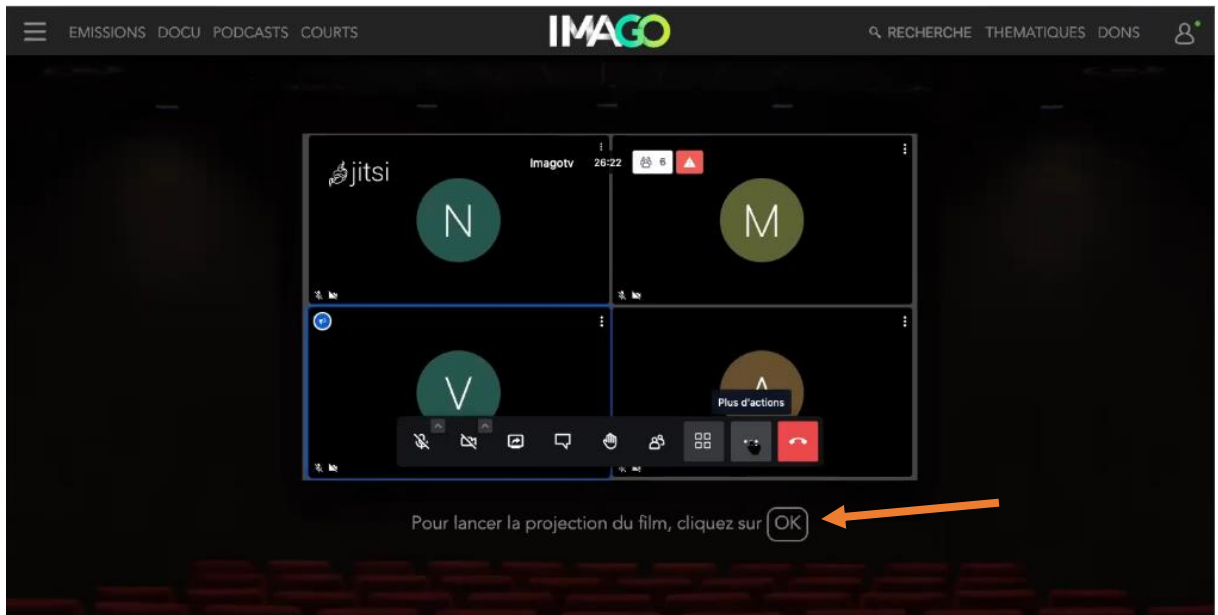 EMISSIONS DOCU PODCASTS COURTS
IMAGO
RECHERCHE THEMATIQUES DONS
jitsi
Imagotv 26:22 6
N
M
V
A
Plus d'actions
Pour lancer la projection du film, cliquez sur OK